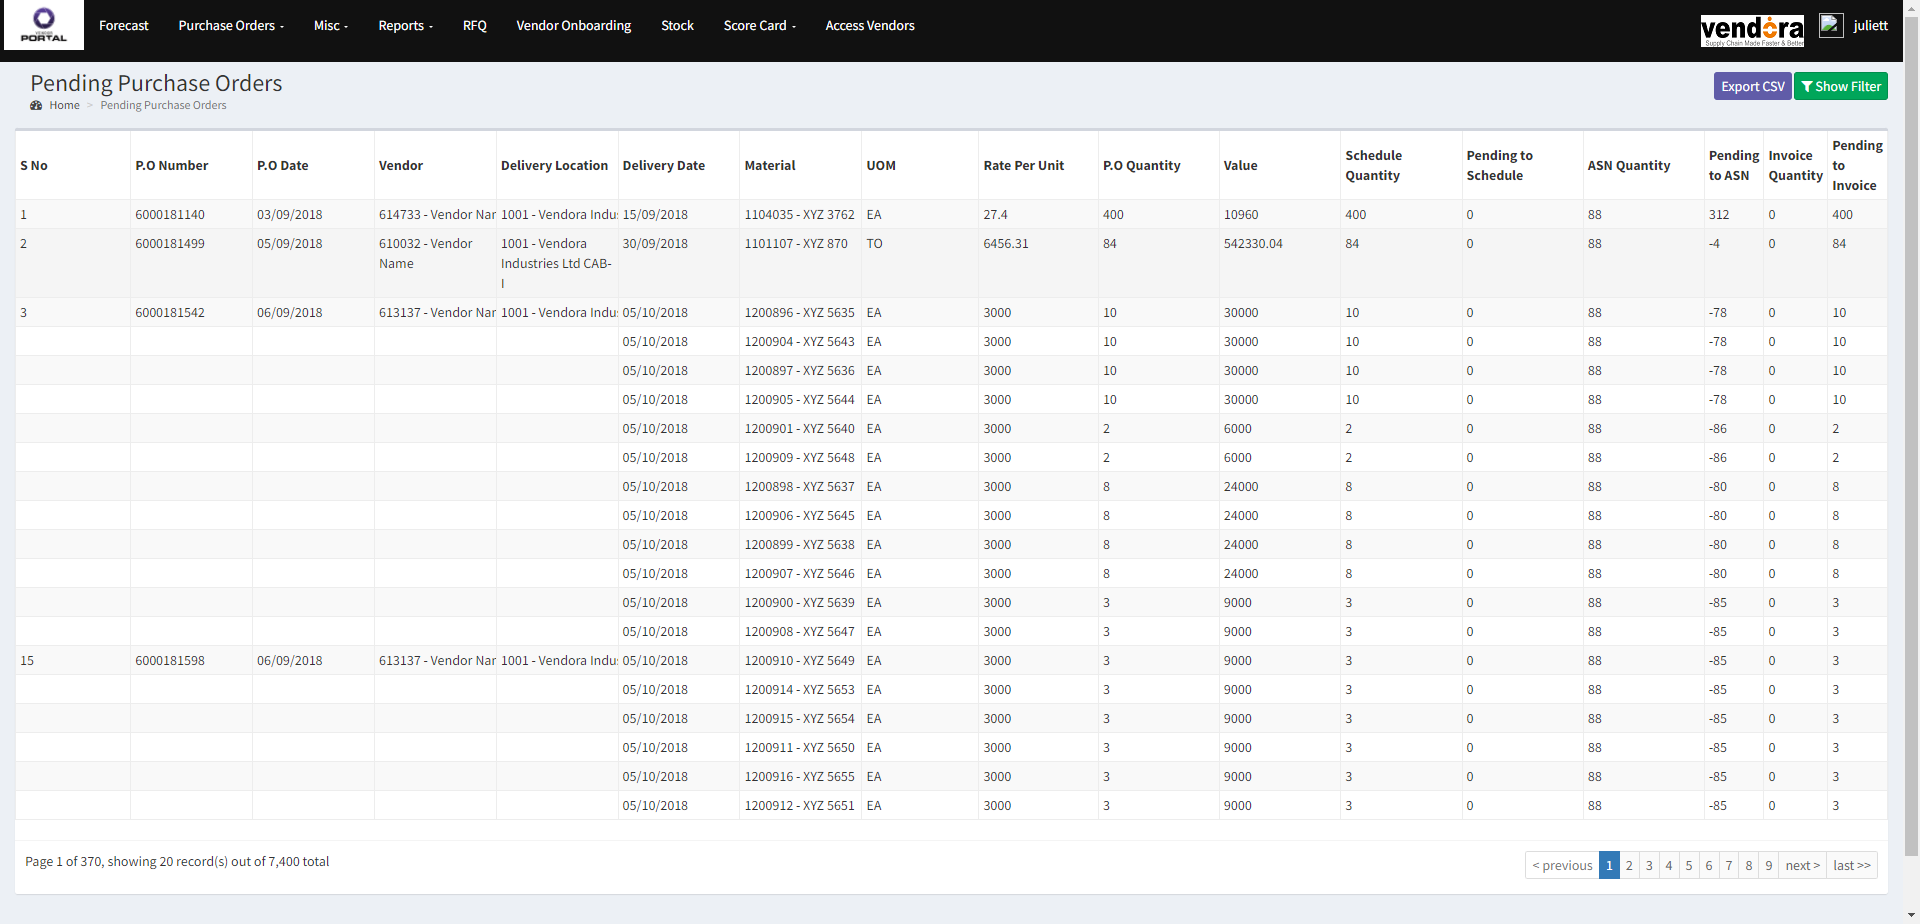 PORTAL
Forecast Purchase Orders Misc Reports RFQ Vendor Onboarding Stock Score Card Access Vendors
vendora
Supply Chain Made Faster & Better
juliett
Pending Purchase Orders
Home > Pending Purchase Orders
Export CSV Show Filter
S No P.O Number P.O Date Vendor Delivery Location Delivery Date Material UOM Rate Per Unit P.O Quantity Value Schedule Quantity Pending to Schedule ASN Quantity Pending to ASN Invoice Quantity Pending to Invoice
1 6000181140 03/09/2018 614733 - Vendor Nar 1001 - Vendora Indu 15/09/2018 1104035 - XYZ 3762 EA 27.4 400 10960 400 0 88 312 0 400
2 6000181499 05/09/2018 610032 - Vendor Name 1001 - Vendora Industries Ltd CAB-I 30/09/2018 1101107 - XYZ 870 TO 6456.31 84 542330.04 84 0 88 -4 0 84
3 6000181542 06/09/2018 613137 - Vendor Nar 1001 - Vendora Indu 05/10/2018 1200896 - XYZ 5635 EA 3000 10 30000 10 0 88 -78 0 10
05/10/2018 1200904 - XYZ 5643 EA 3000 10 30000 10 0 88 -78 0 10
05/10/2018 1200897 - XYZ 5636 EA 3000 10 30000 10 0 88 -78 0 10
05/10/2018 1200905 - XYZ 5644 EA 3000 10 30000 10 0 88 -78 0 10
05/10/2018 1200901 - XYZ 5640 EA 3000 2 6000 2 0 88 -86 0 2
05/10/2018 1200909 - XYZ 5648 EA 3000 2 6000 2 0 88 -86 0 2
05/10/2018 1200898 - XYZ 5637 EA 3000 8 24000 8 0 88 -80 0 8
05/10/2018 1200906 - XYZ 5645 EA 3000 8 24000 8 0 88 -80 0 8
05/10/2018 1200899 - XYZ 5638 EA 3000 8 24000 8 0 88 -80 0 8
05/10/2018 1200907 - XYZ 5646 EA 3000 8 24000 8 0 88 -80 0 8
05/10/2018 1200900 - XYZ 5639 EA 3000 3 9000 3 0 88 -85 0 3
05/10/2018 1200908 - XYZ 5647 EA 3000 3 9000 3 0 88 -85 0 3
15 6000181598 06/09/2018 613137 - Vendor Nar 1001 - Vendora Indu 05/10/2018 1200910 - XYZ 5649 EA 3000 3 9000 3 0 88 -85 0 3
05/10/2018 1200914 - XYZ 5653 EA 3000 3 9000 3 0 88 -85 0 3
05/10/2018 1200915 - XYZ 5654 EA 3000 3 9000 3 0 88 -85 0 3
05/10/2018 1200911 - XYZ 5650 EA 3000 3 9000 3 0 88 -85 0 3
05/10/2018 1200916 - XYZ 5655 EA 3000 3 9000 3 0 88 -85 0 3
05/10/2018 1200912 - XYZ 5651 EA 3000 3 9000 3 0 88 -85 0 3
Page 1 of 370, showing 20 record(s) out of 7,400 total
< previous 1 2 3 4 5 6 7 8 9 next > last >>